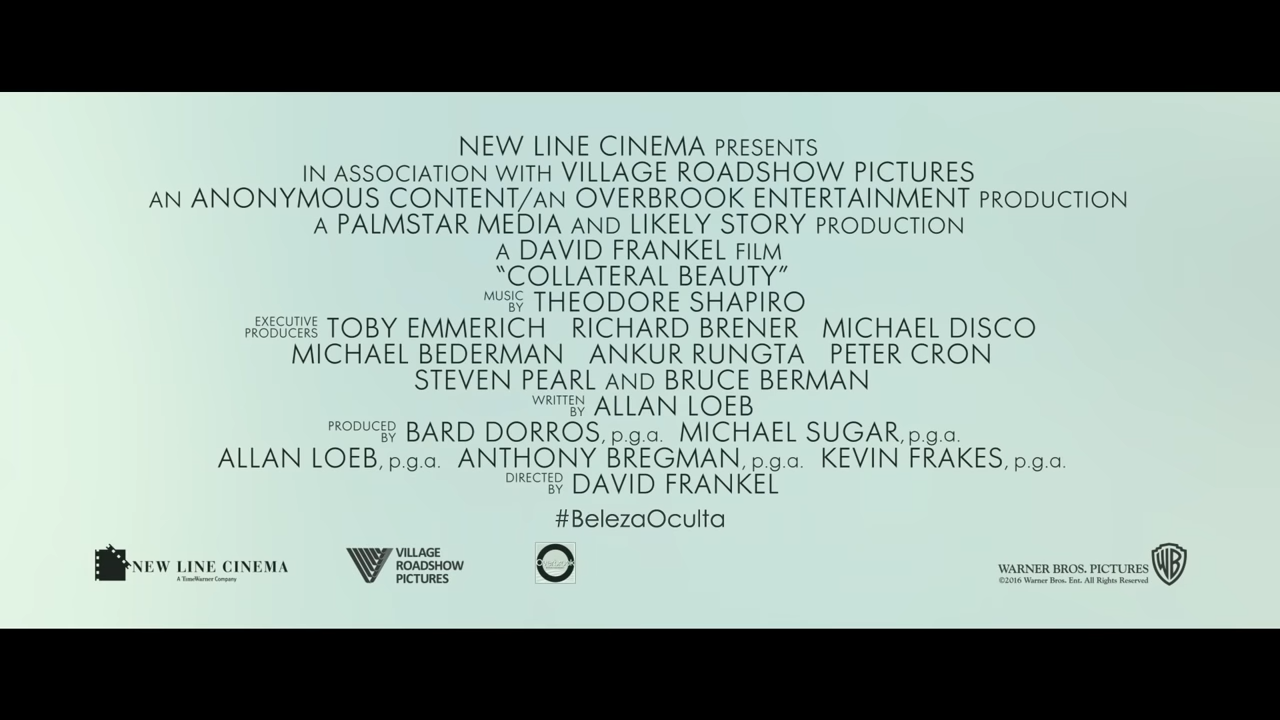 NEW LINE CINEMA PRESENTS
IN ASSOCIATION WITH VILLAGE ROADSHOW PICTURES
AN ANONYMOUS CONTENT/AN OVERBROOK ENTERTAINMENT PRODUCTION
A PALMSTAR MEDIA AND LIKELY STORY PRODUCTION
A DAVID FRANKEL FILM
“COLLATERAL BEAUTY”
MUSIC BY THEODORE SHAPIRO
EXECUTIVE PRODUCERS TOBY EMMERICH RICHARD BRENER MICHAEL DISCO
MICHAEL BEDERMAN ANKUR RUNGTA PETER CRON
STEVEN PEARL AND BRUCE BERMAN
WRITTEN BY ALLAN LOEB
PRODUCED BY BARD DORROS, p.g.a. MICHAEL SUGAR, p.g.a.
ALLAN LOEB, p.g.a. ANTHONY BREGMAN, p.g.a. KEVIN FRAKES, p.g.a.
DIRECTED BY DAVID FRANKEL
#BelezaOculta
NEW LINE CINEMA
A TimeWarner Company
VILLAGE
ROADSHOW
PICTURES
Overbrook
WARNER BROS. PICTURES
©2016 Warner Bros. Ent. All Rights Reserved
WB